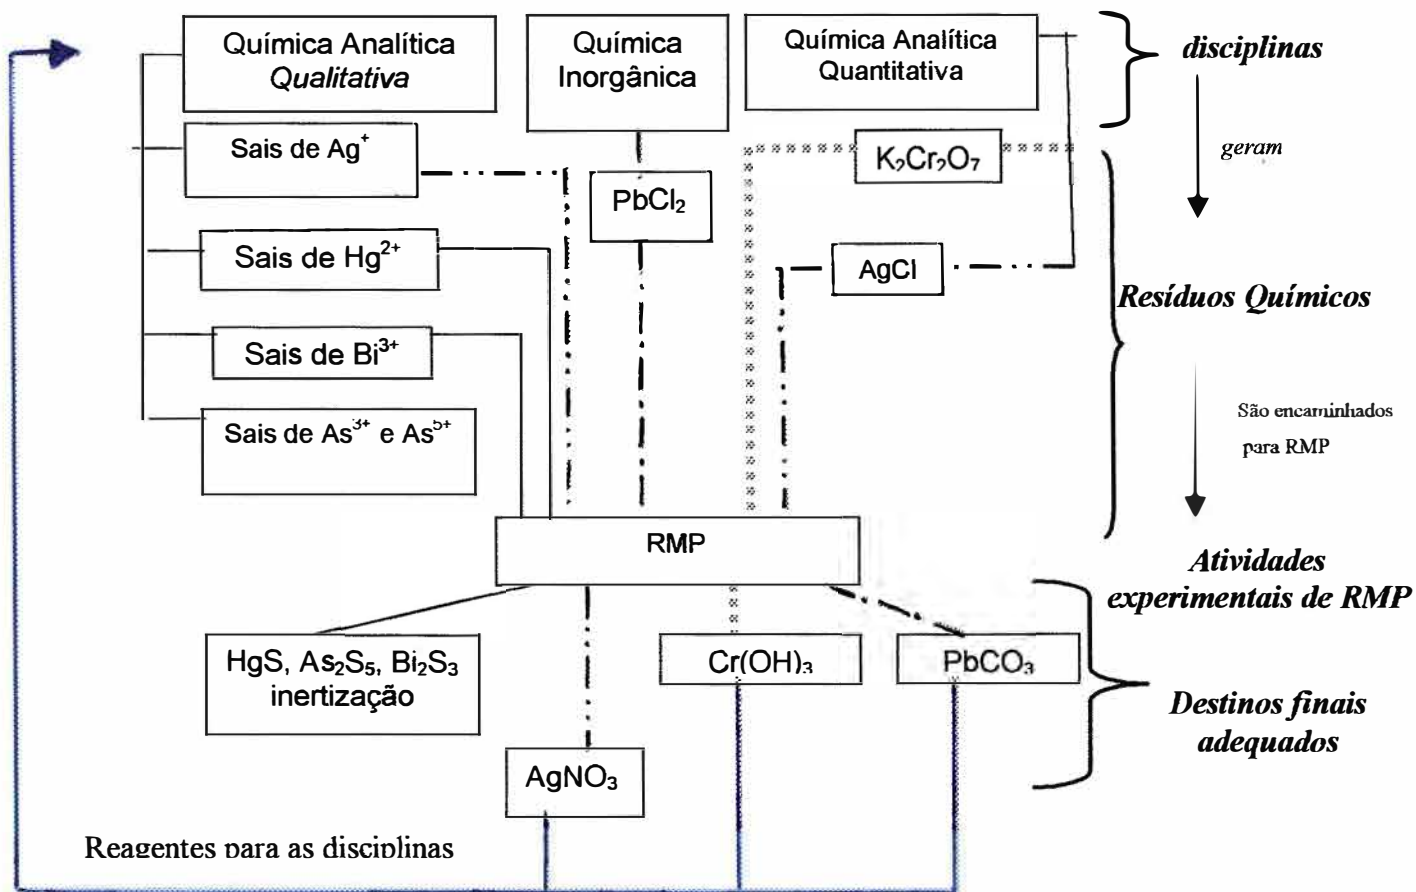 Química Analítica
Qualitativa
Química
Inorgânica
Química Analítica
Quantitativa
disciplinas
geram
Sais de Ag⁺
K₂Cr₂O₇
PbCl₂
Sais de Hg²⁺
AgCl
Resíduos Químicos
Sais de Bi³⁺
Sais de As³⁺ e As⁵⁺
São encaminhados
para RMP
RMP
Atividades
experimentais de RMP
HgS, As₂S₅, Bi₂S₃
inertização
Cr(OH)₃
PbCO₃
Destinos finais
adequados
AgNO₃
Reagentes para as disciplinas